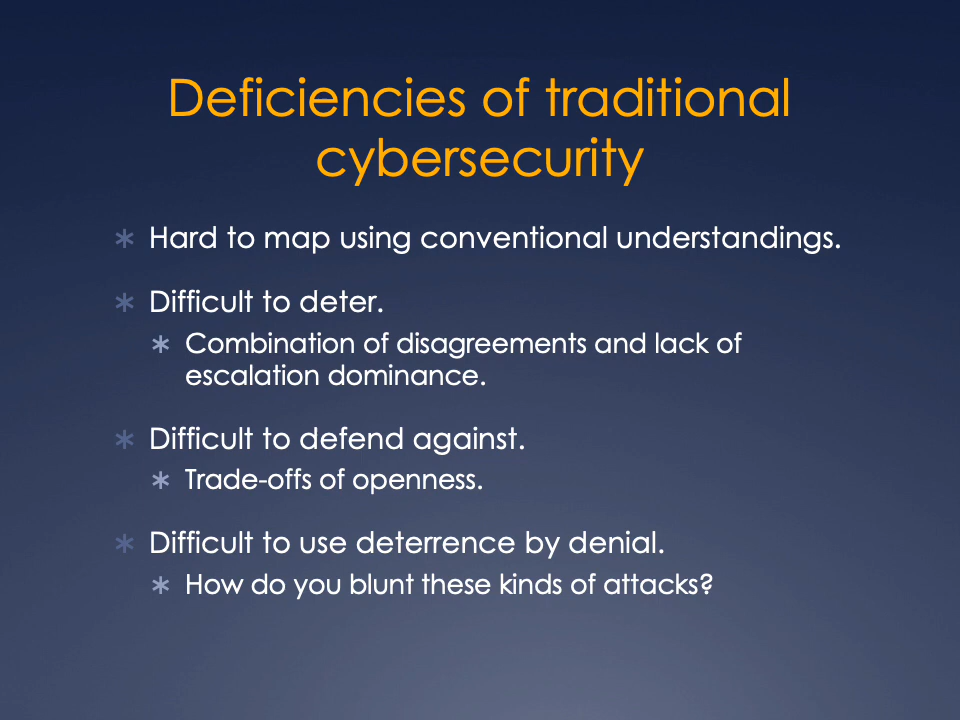 Deficiencies of traditional
cybersecurity
Hard to map using conventional understandings.
Difficult to deter.
Combination of disagreements and lack of
escalation dominance.
Difficult to defend against.
Trade-offs of openness.
Difficult to use deterrence by denial.
How do you blunt these kinds of attacks?